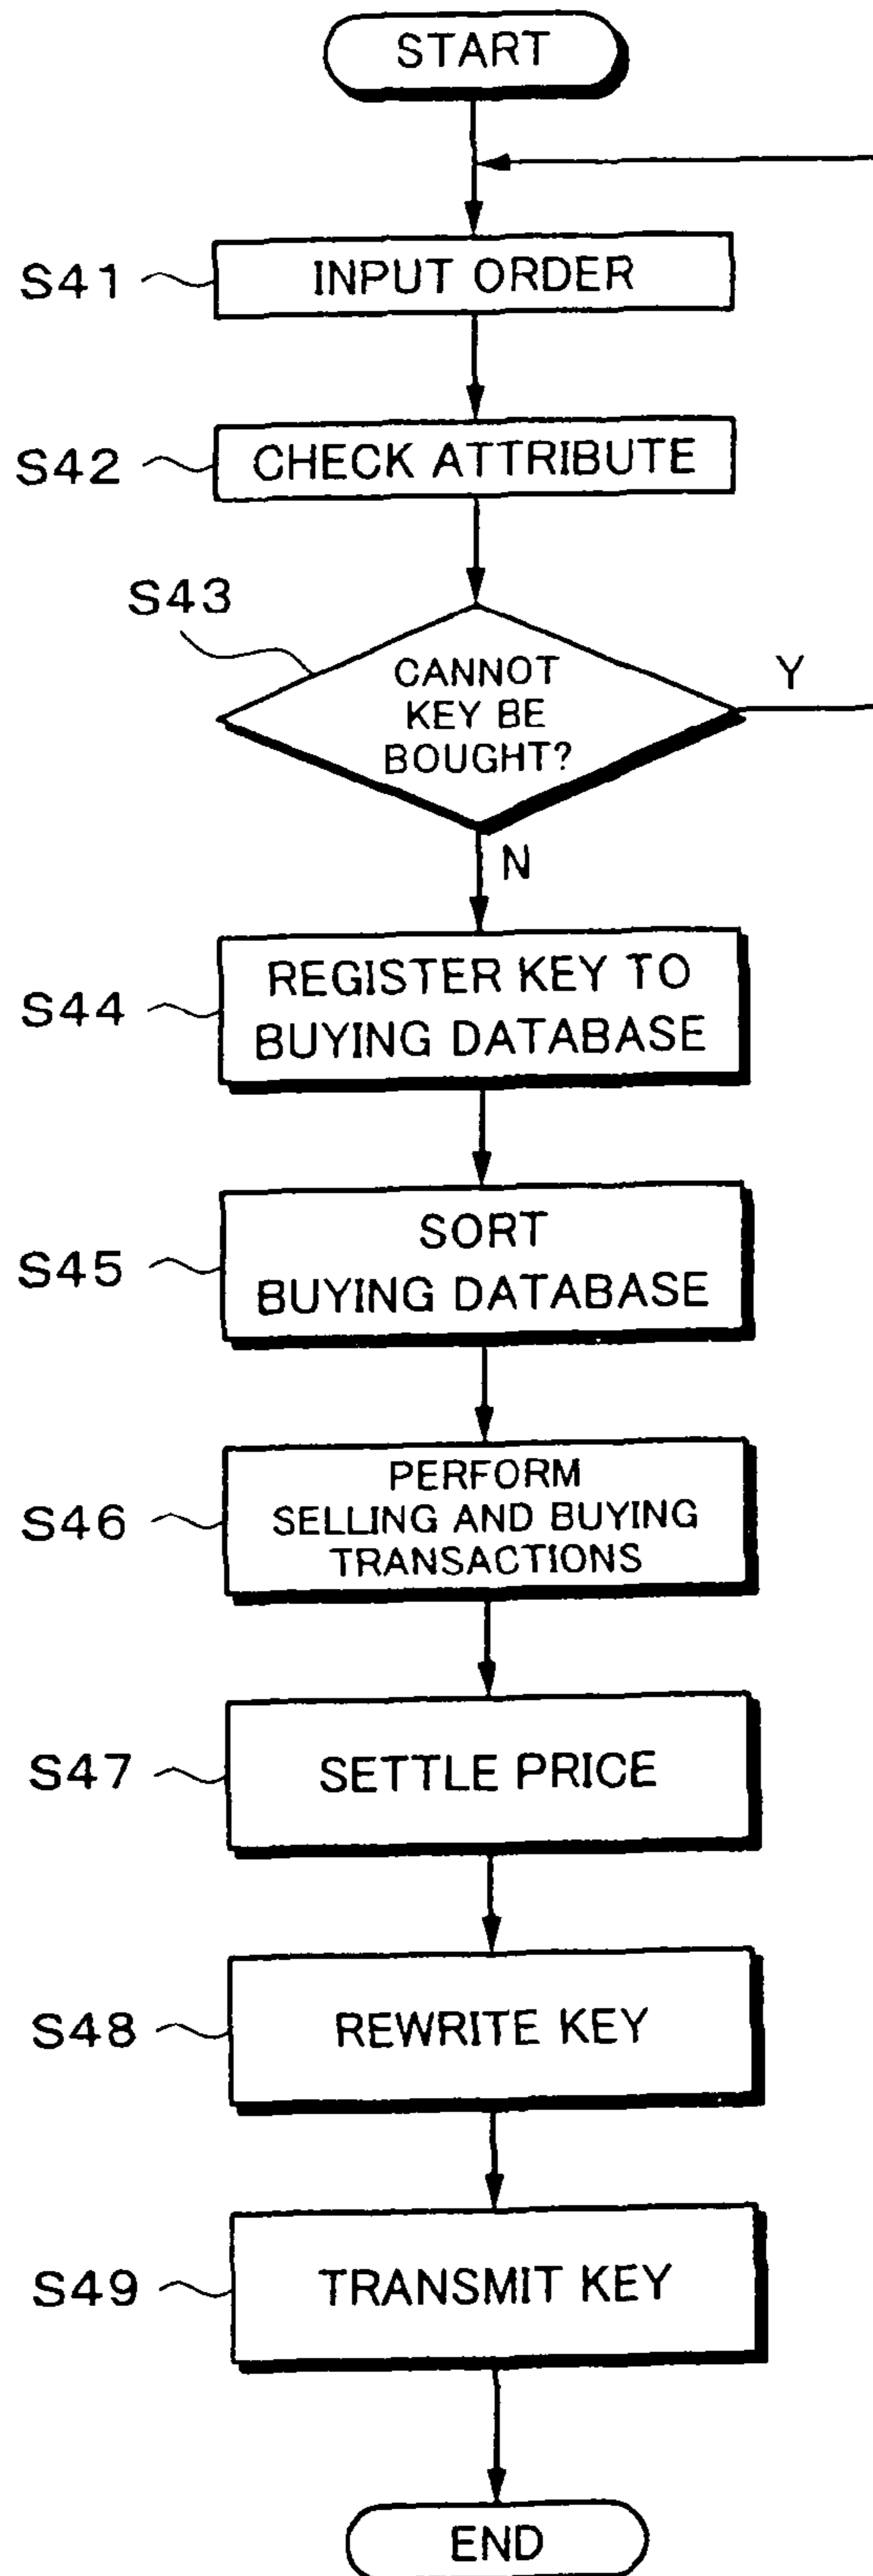 START
S41
INPUT ORDER
S42
CHECK ATTRIBUTE
S43
CANNOT
KEY BE
BOUGHT?
Y
N
S44
REGISTER KEY TO
BUYING DATABASE
S45
SORT
BUYING DATABASE
S46
PERFORM
SELLING AND BUYING
TRANSACTIONS
S47
SETTLE PRICE
S48
REWRITE KEY
S49
TRANSMIT KEY
END